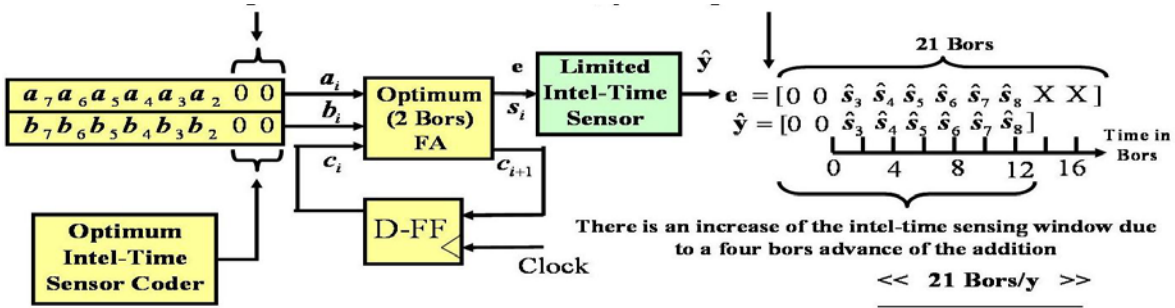 21 Bors
a7 a6 a5 a4 a3 a2 0 0
b7 b6 b5 b4 b3 b2 0 0
ai
bi
ci
Optimum
(2 Bors)
FA
ci+1
e
si
Limited
Intel-Time
Sensor
ŷ
e = [0 0 ŝ3 ŝ4 ŝ5 ŝ6 ŝ7 ŝ8 X X ]
ŷ = [0 0 ŝ3 ŝ4 ŝ5 ŝ6 ŝ7 ŝ8 ]
Time in
Bors
0 4 8 12 16
D-FF
Clock
Optimum
Intel-Time
Sensor Coder
There is an increase of the intel-time sensing window due
to a four bors advance of the addition
<< 21 Bors/y >>